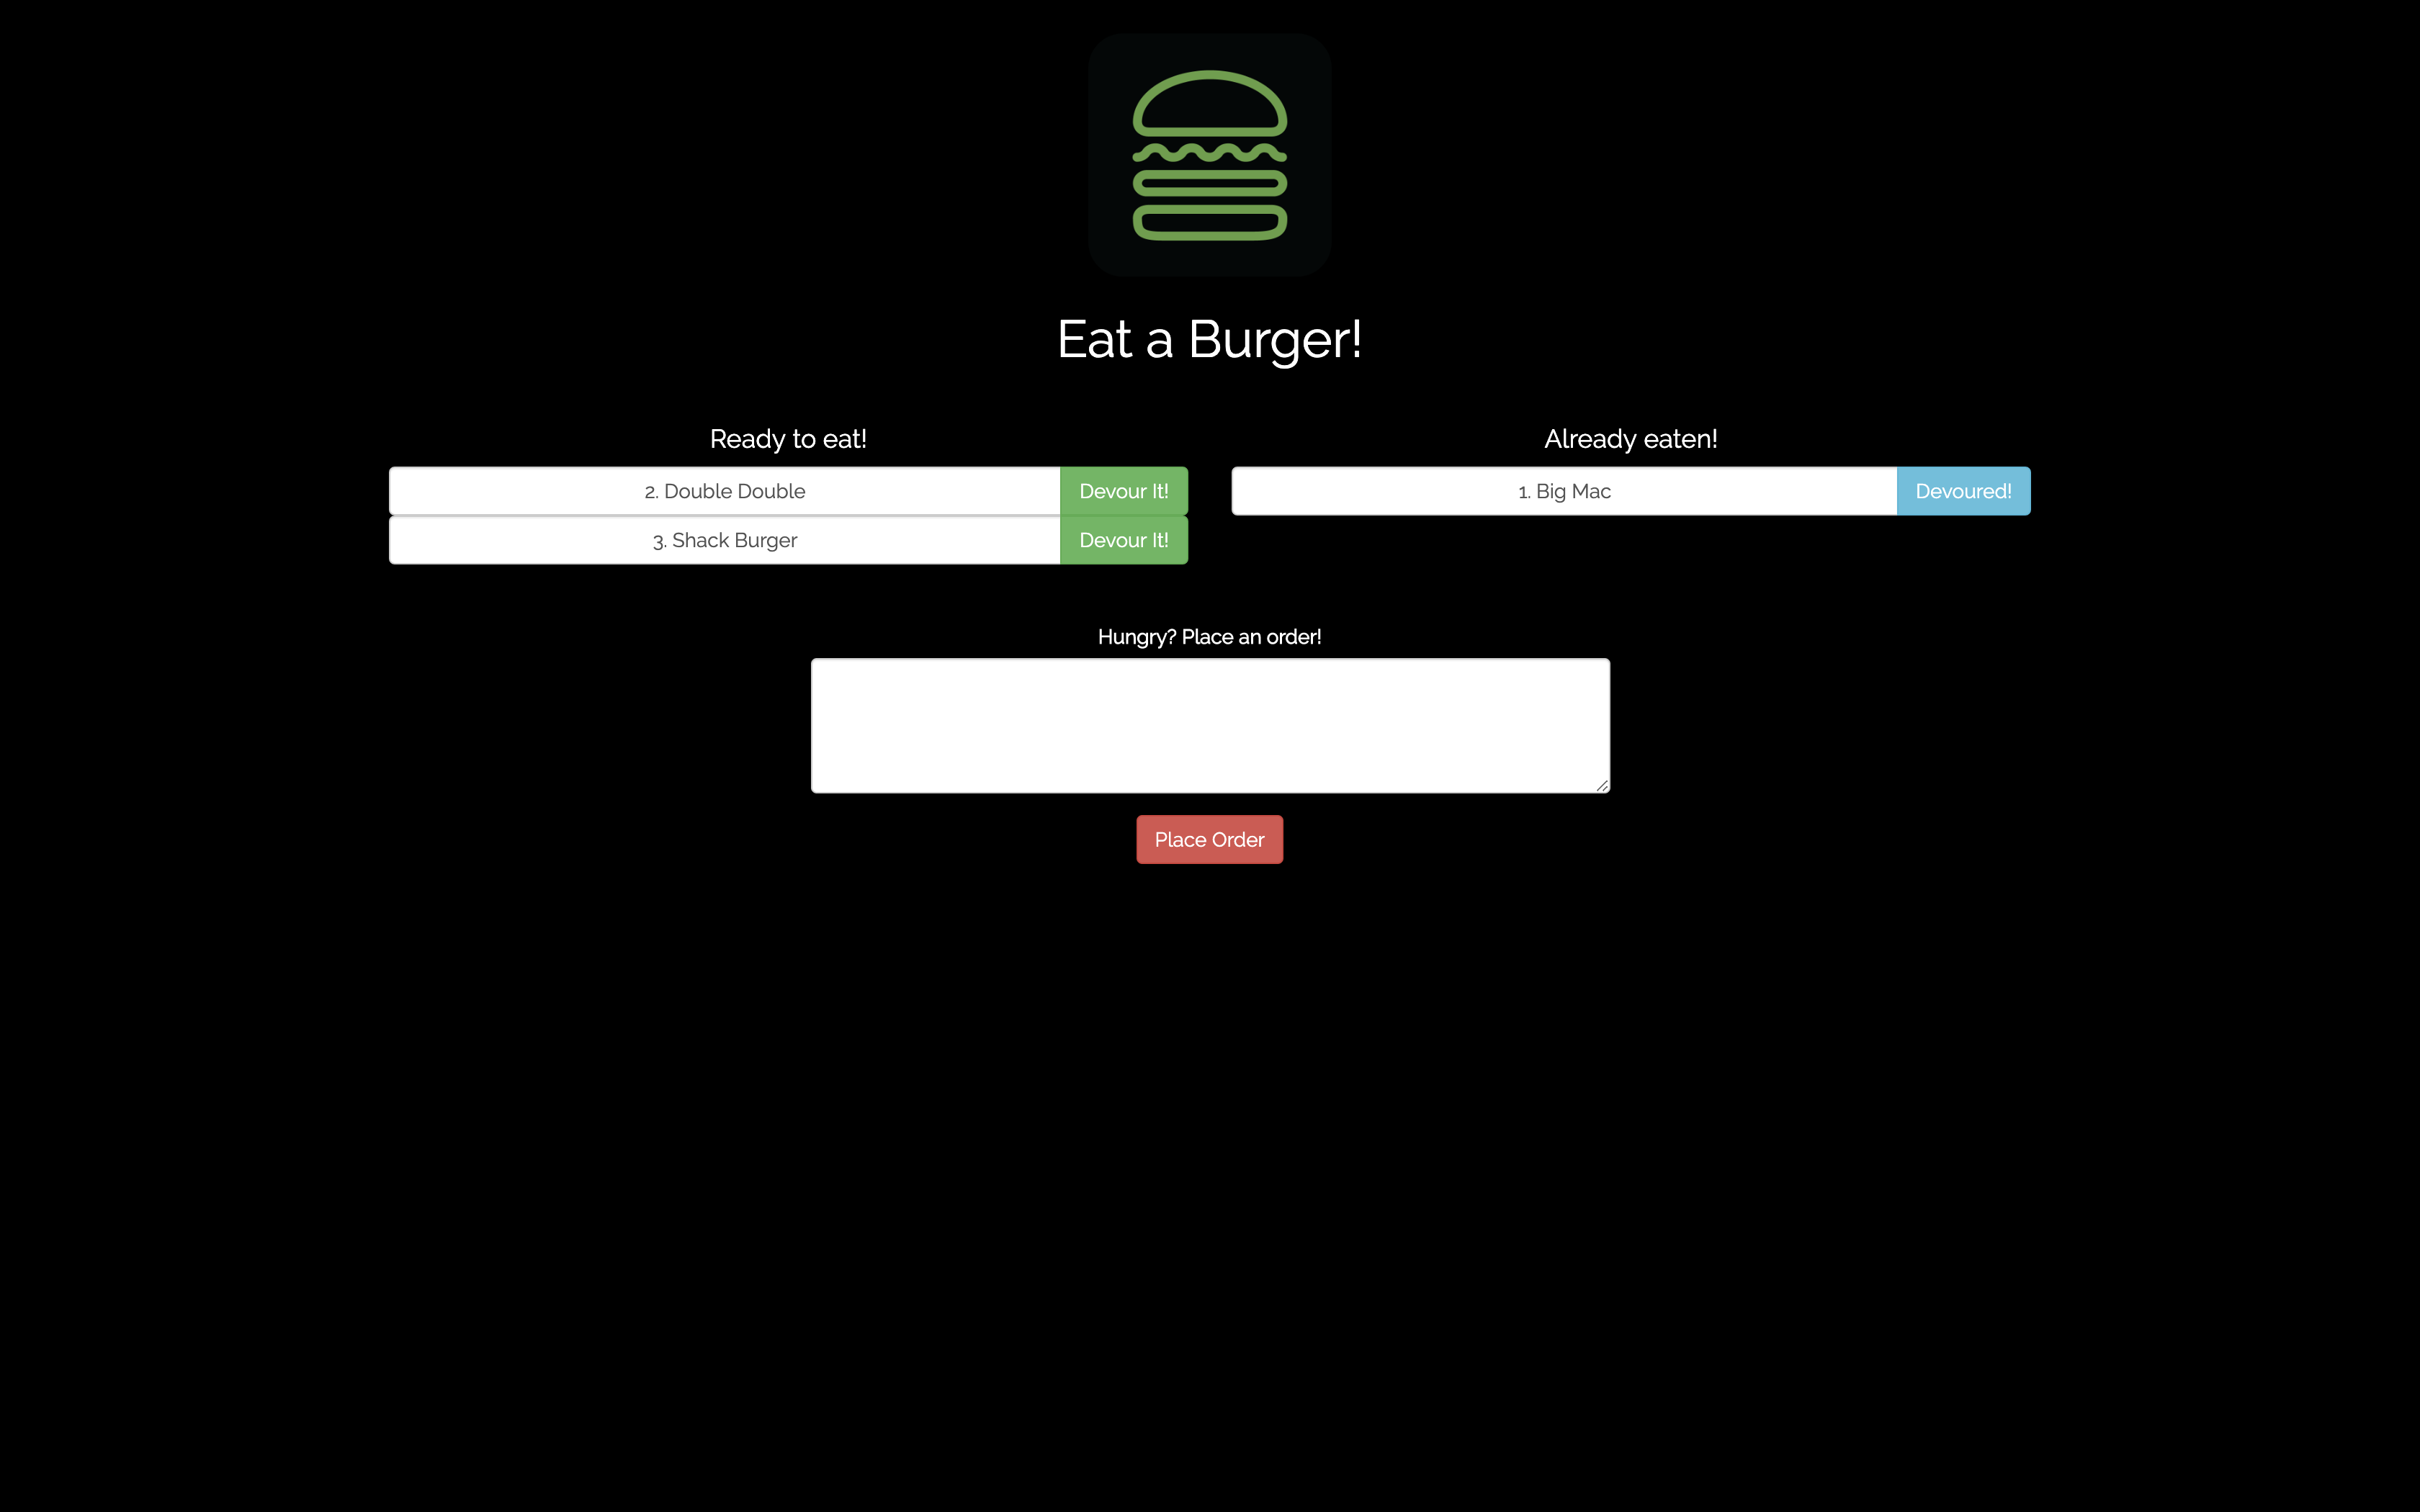 Eat a Burger!
Ready to eat!
2. Double Double
Devour It!
3. Shack Burger
Devour It!
Already eaten!
1. Big Mac
Devoured!
Hungry? Place an order!
Place Order